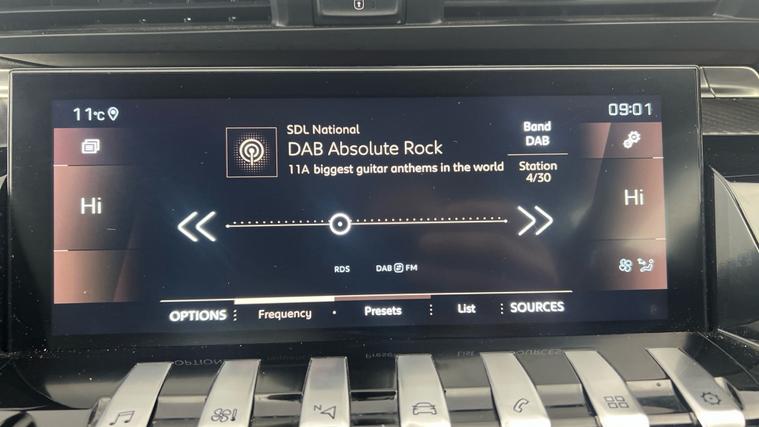 11°C
09:01
SDL National
DAB Absolute Rock
11A biggest guitar anthems in the world
Band
DAB
Station
4/30
Hi
Hi
RDS
DAB FM
OPTIONS
Frequency
Presets
List
SOURCES
N